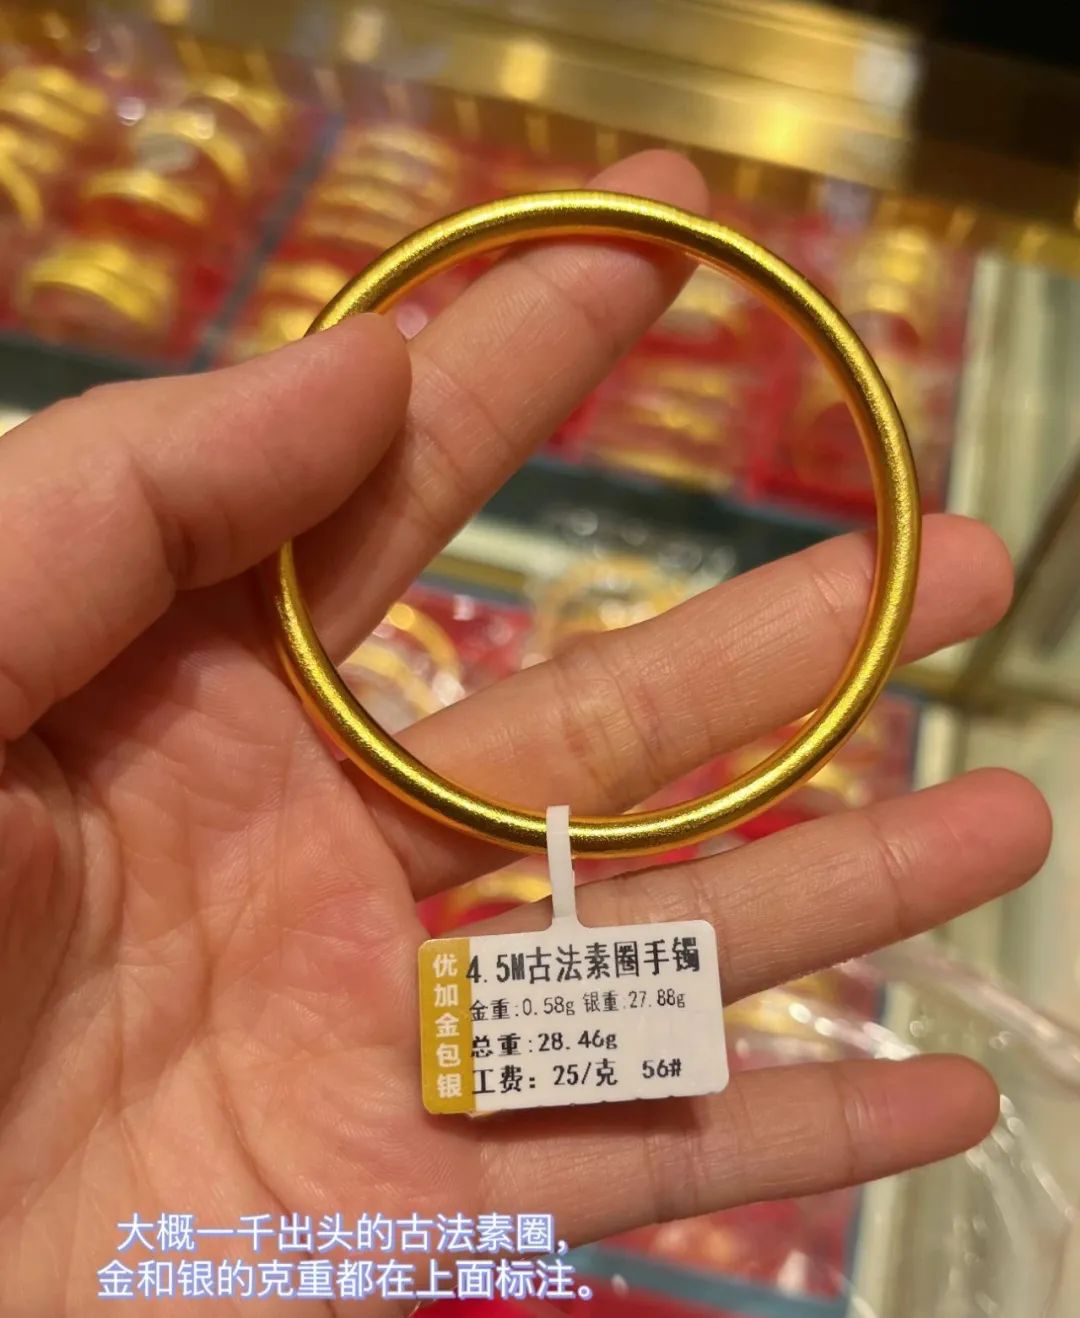 优加金包银
4.5M古法素圈手镯
金重:0.58g 银重:27.88g
总重:28.46g
工费：25/克 56#
大概一千出头的古法素圈，
金和银的克重都在上面标注。